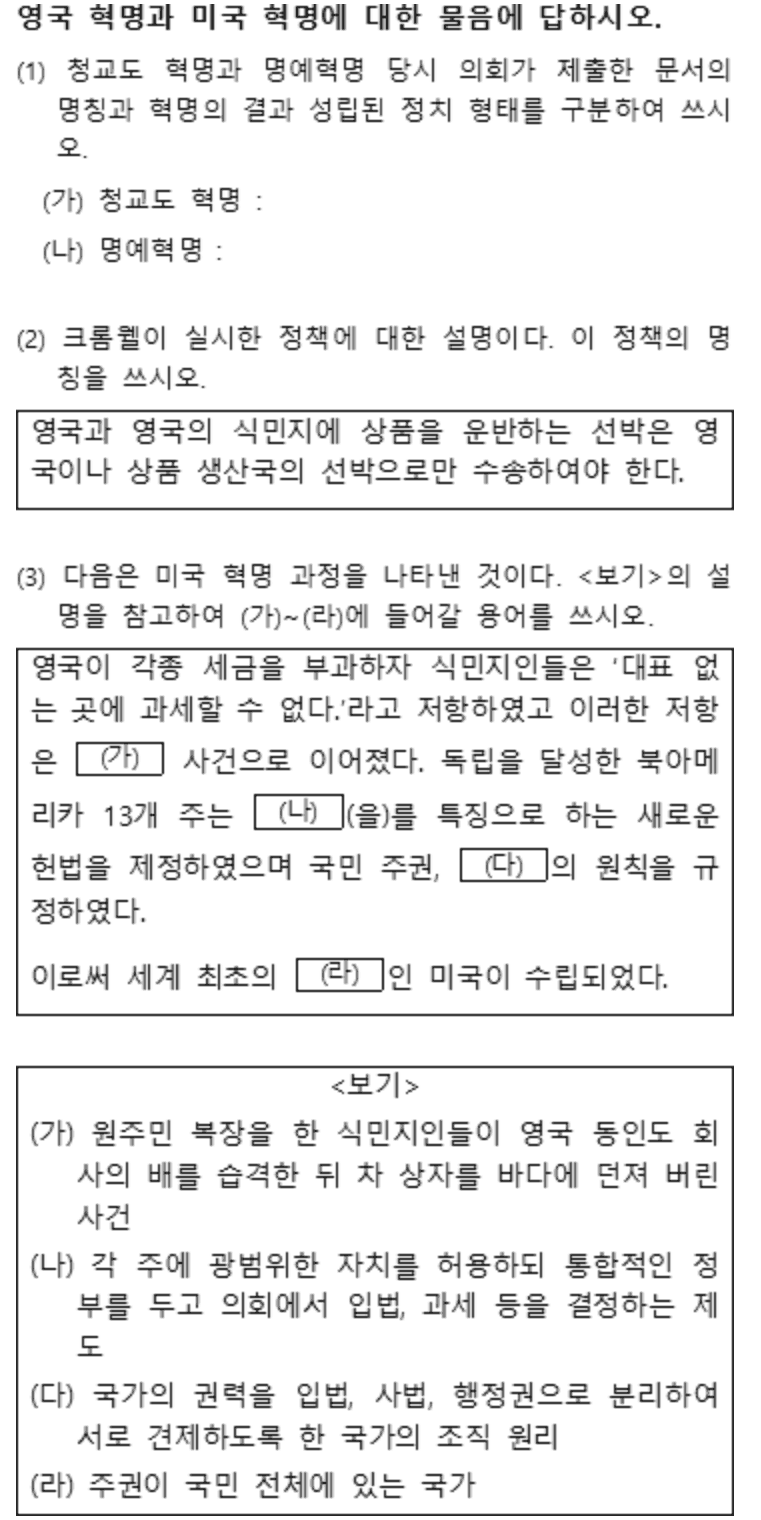 영국 혁명과 미국 혁명에 대한 물음에 답하시오.
(1) 청교도 혁명과 명예혁명 당시 의회가 제출한 문서의
명칭과 혁명의 결과 성립된 정치 형태를 구분하여 쓰시
오.
(가) 청교도 혁명 :
(나) 명예혁명 :
(2) 크롬웰이 실시한 정책에 대한 설명이다. 이 정책의 명
칭을 쓰시오.
영국과 영국의 식민지에 상품을 운반하는 선박은 영
국이나 상품 생산국의 선박으로만 수송하여야 한다.
(3) 다음은 미국 혁명 과정을 나타낸 것이다. <보기>의 설
명을 참고하여 (가)~(라)에 들어갈 용어를 쓰시오.
영국이 각종 세금을 부과하자 식민지인들은 '대표 없
는 곳에 과세할 수 없다.'라고 저항하였고 이러한 저항
은 (가) 사건으로 이어졌다. 독립을 달성한 북아메
리카 13개 주는 (나) (을)를 특징으로 하는 새로운
헌법을 제정하였으며 국민 주권, (다) 의 원칙을 규
정하였다.
이로써 세계 최초의 (라) 인 미국이 수립되었다.
<보기>
(가) 원주민 복장을 한 식민지인들이 영국 동인도 회
사의 배를 습격한 뒤 차 상자를 바다에 던져 버린
사건
(나) 각 주에 광범위한 자치를 허용하되 통합적인 정
부를 두고 의회에서 입법, 과세 등을 결정하는 제
도
(다) 국가의 권력을 입법, 사법, 행정권으로 분리하여
서로 견제하도록 한 국가의 조직 원리
(라) 주권이 국민 전체에 있는 국가